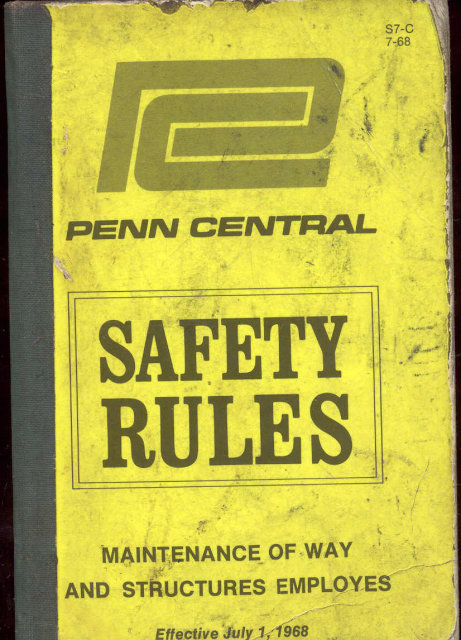 S7-C
7-68
PENN CENTRAL
SAFETY
RULES
MAINTENANCE OF WAY
AND STRUCTURES EMPLOYES
Effective July 1, 1968